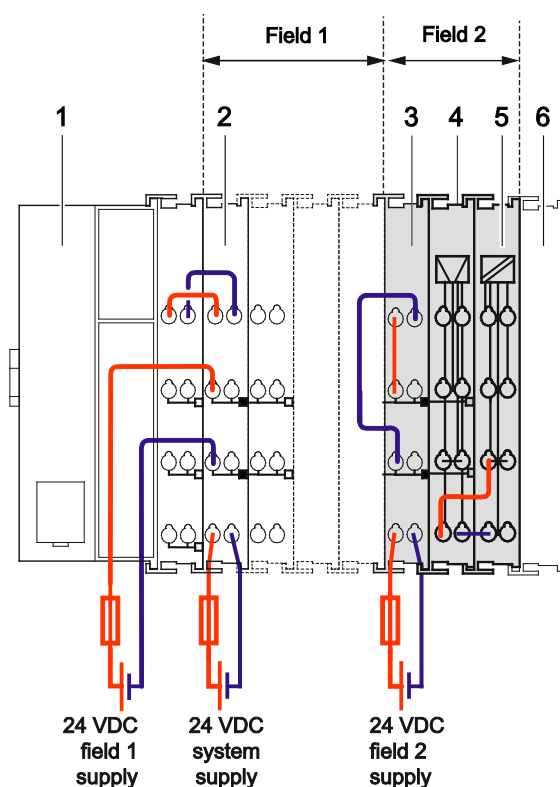 Field 1
Field 2
1
2
3
4
5
6
24 VDC
field 1
supply
24 VDC
system
supply
24 VDC
field 2
supply